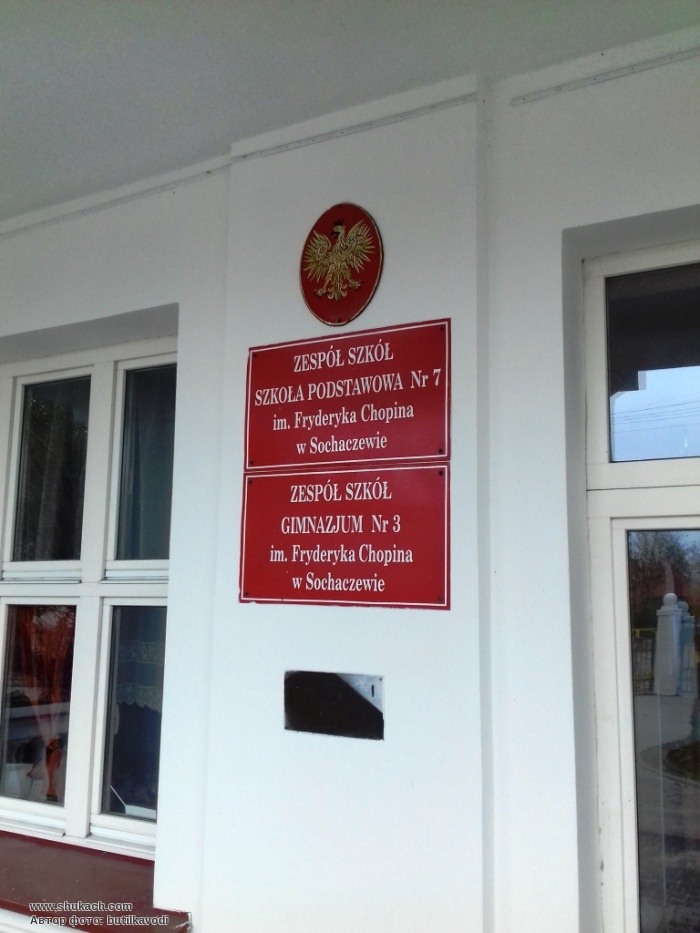 ZESPÓŁ SZKÓŁ
SZKOŁA PODSTAWOWA Nr 7
im. Fryderyka Chopina
w Sochaczewie
ZESPÓŁ SZKÓŁ
GIMNAZJUM Nr 3
im. Fryderyka Chopina
w Sochaczewie
www.shukach.com
Автор фото: butilkavodi